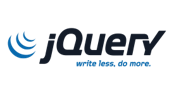 jQuery
write less, do more.